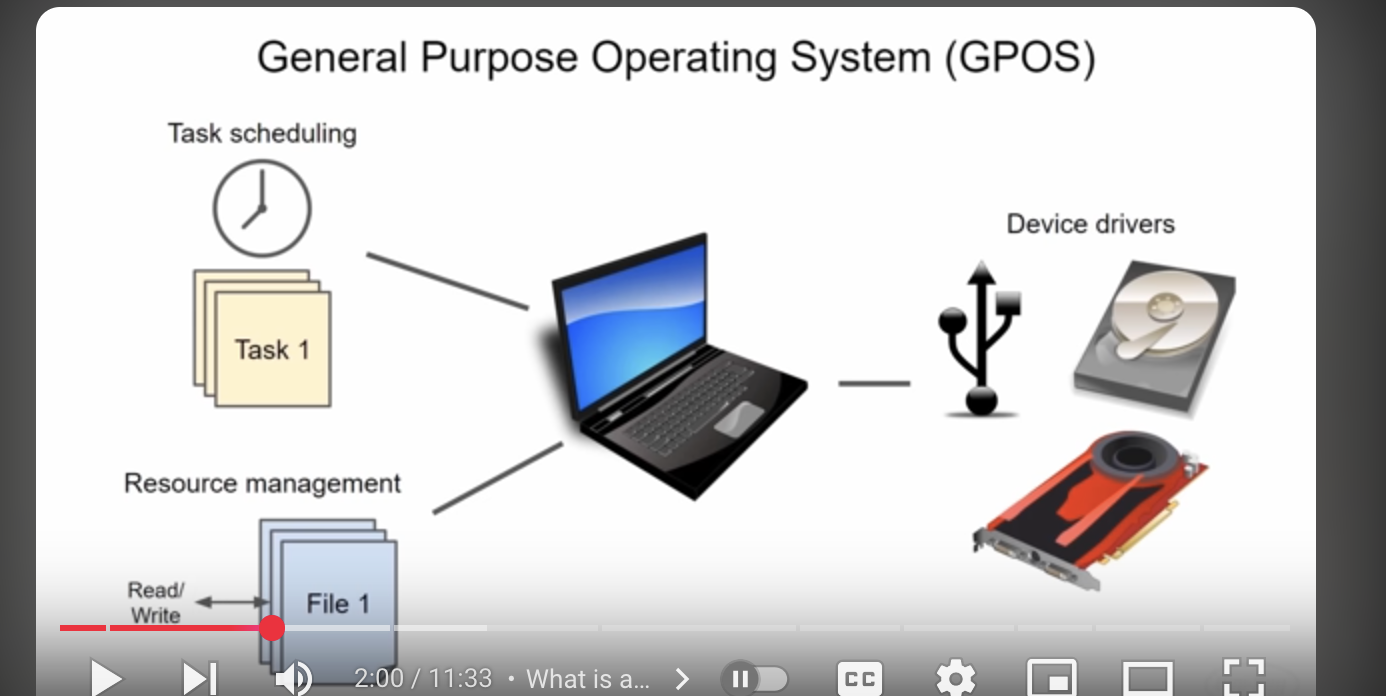 General Purpose Operating System (GPOS)
Task scheduling
Task 1
Device drivers
Resource management
Read/
Write
File 1
2:00 / 11:33 • What is a...
CC